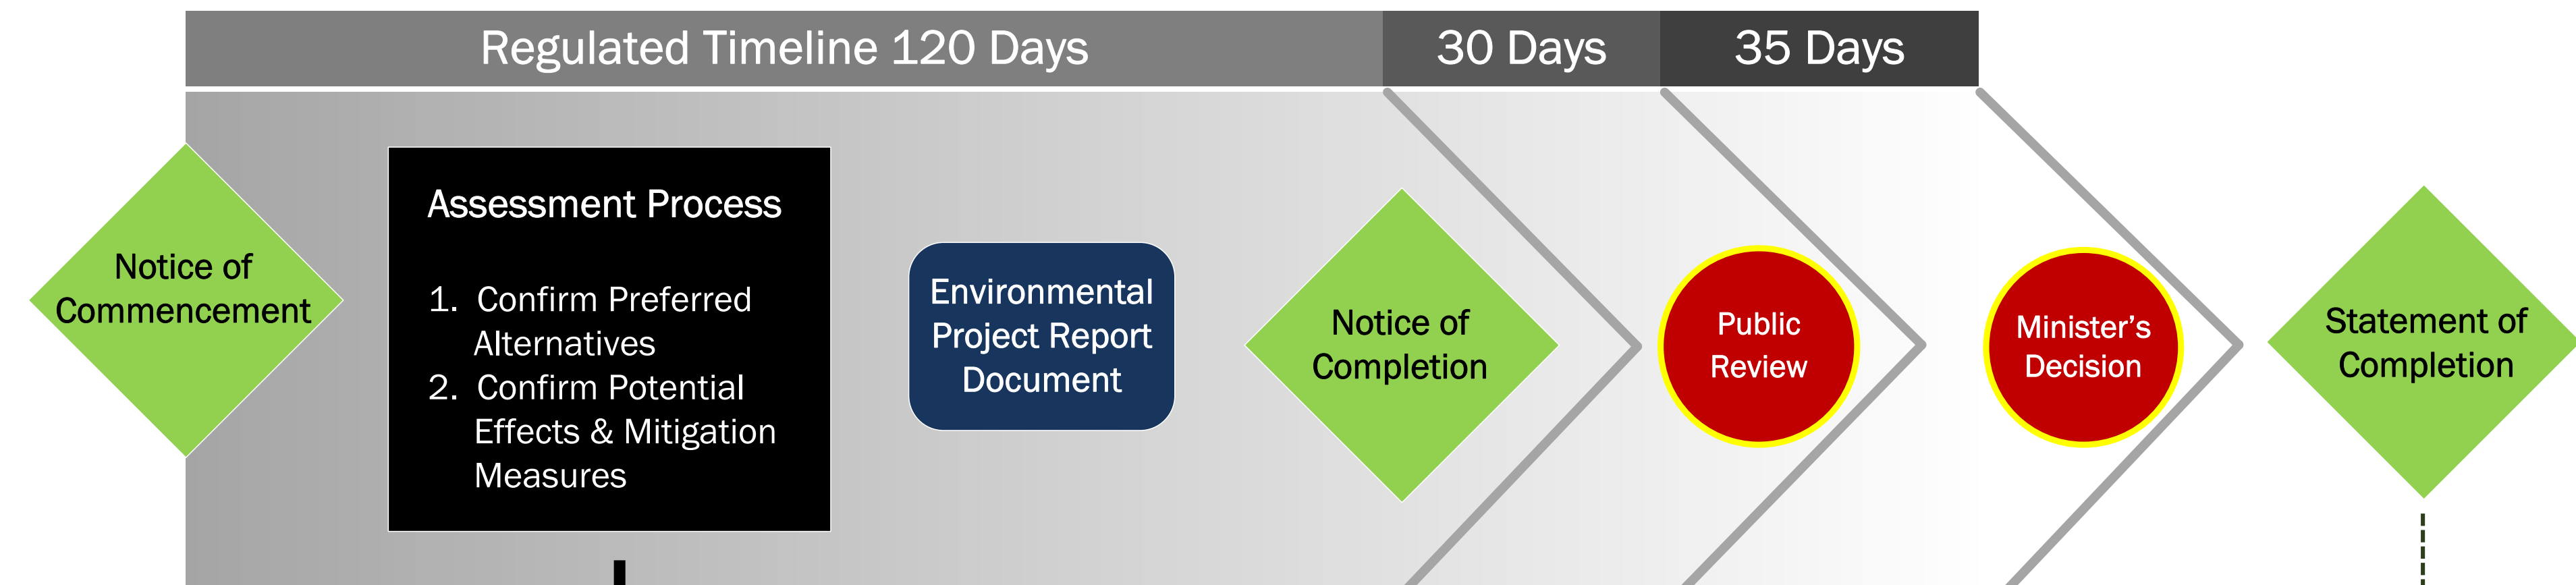 Regulated Timeline 120 Days
30 Days
35 Days
Notice of
Commencement
Assessment Process
1. Confirm Preferred
Alternatives
2. Confirm Potential
Effects & Mitigation
Measures
Environmental
Project Report
Document
Notice of
Completion
Public
Review
Minister’s
Decision
Statement of
Completion